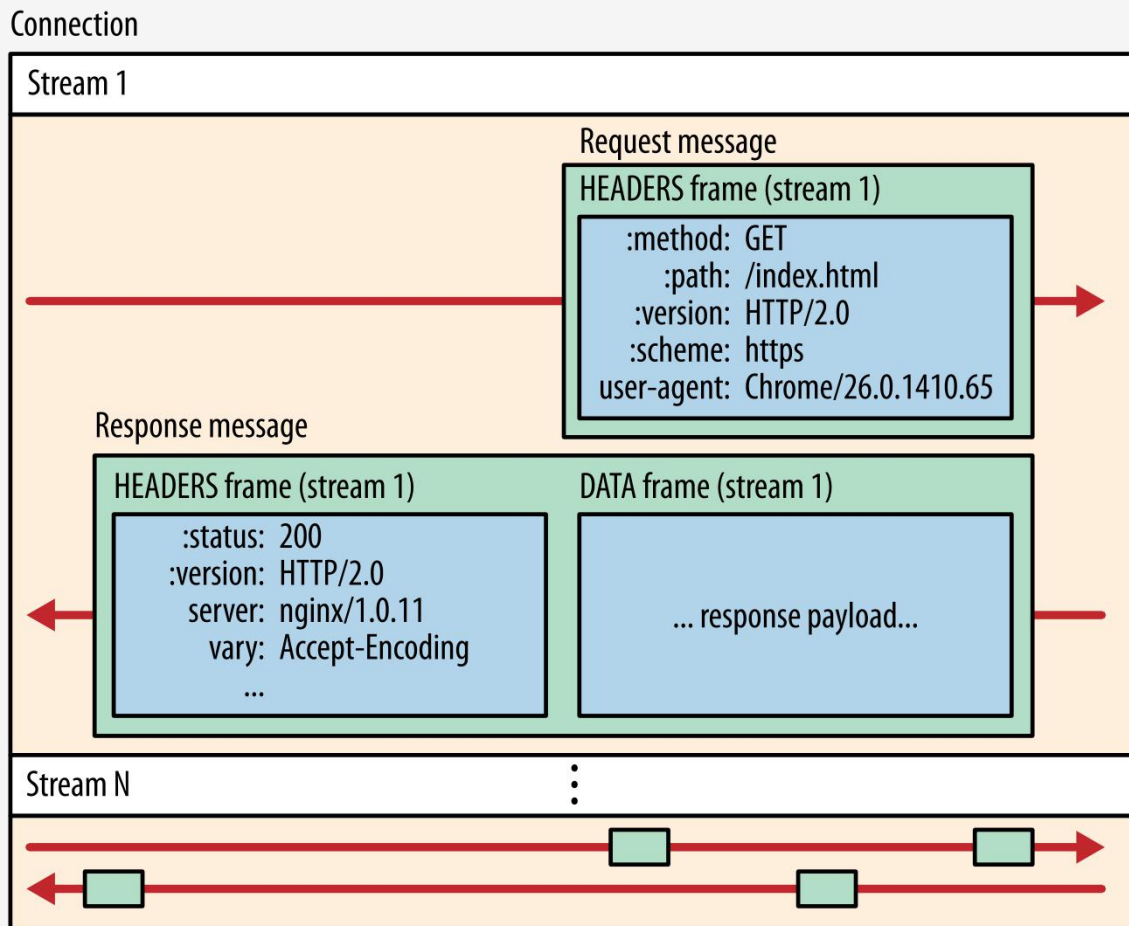 Connection
Stream 1
Request message
HEADERS frame (stream 1)
:method: GET
:path: /index.html
:version: HTTP/2.0
:scheme: https
user-agent: Chrome/26.0.1410.65
Response message
HEADERS frame (stream 1)
:status: 200
:version: HTTP/2.0
server: nginx/1.0.11
vary: Accept-Encoding
...
DATA frame (stream 1)
... response payload...
Stream N